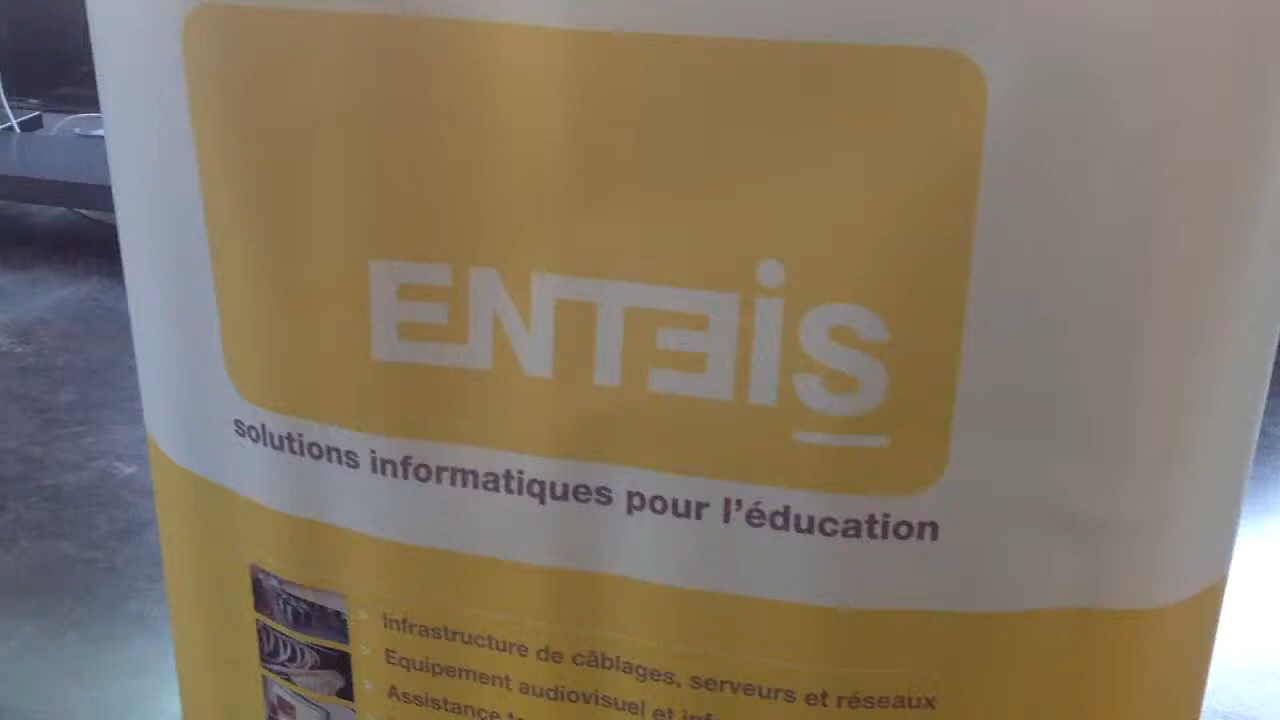 ENTEIS
solutions informatiques pour l'éducation
Infrastructure de câblages, serveurs et réseaux
Equipement audiovisuel et
Assistance